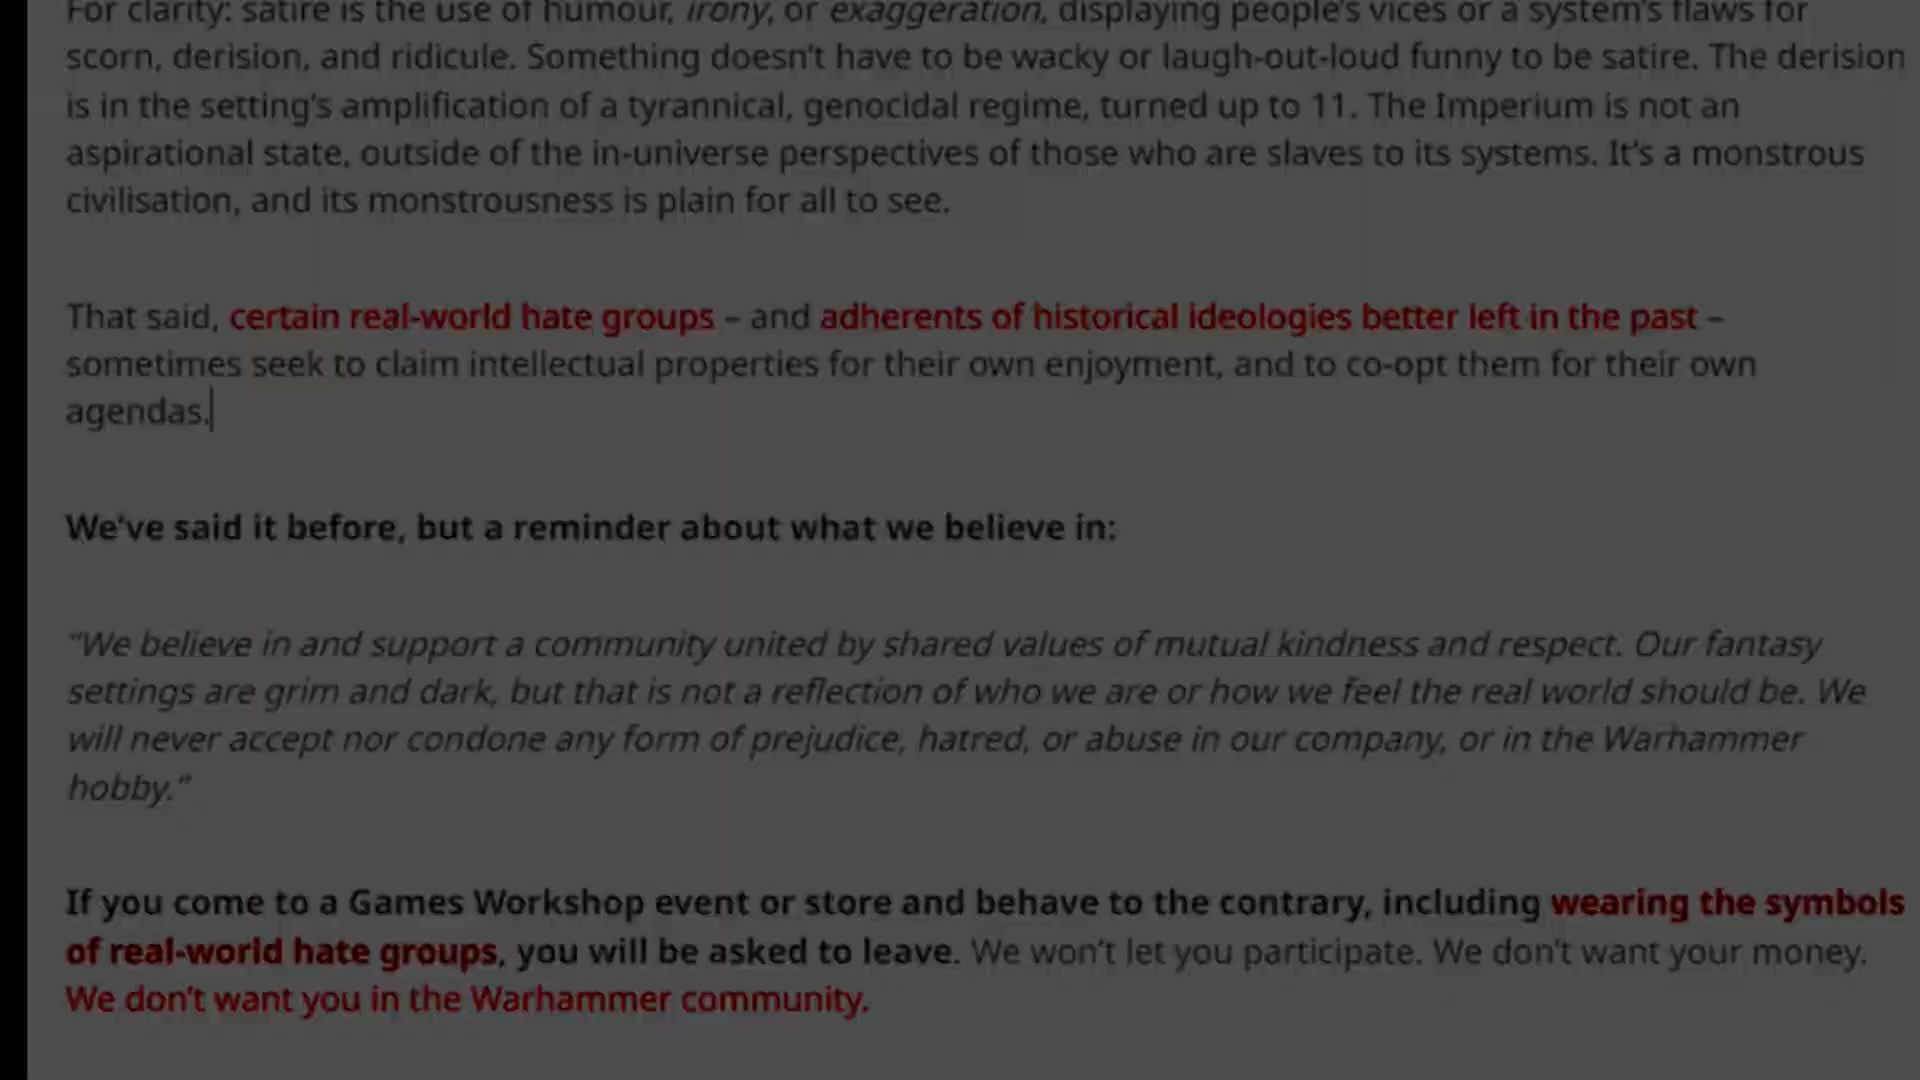 For clarity: satire is the use of humour, irony, or exaggeration, displaying people's vices or a system's flaws for
scorn, derision, and ridicule. Something doesn't have to be wacky or laugh-out-loud funny to be satire. The derision
is in the setting's amplification of a tyrannical, genocidal regime, turned up to 11. The Imperium is not an
aspirational state, outside of the in-universe perspectives of those who are slaves to its systems. It's a monstrous
civilisation, and its monstrousness is plain for all to see.
That said, certain real-world hate groups – and adherents of historical ideologies better left in the past –
sometimes seek to claim intellectual properties for their own enjoyment, and to co-opt them for their own
agendas.
We've said it before, but a reminder about what we believe in:
“We believe in and support a community united by shared values of mutual kindness and respect. Our fantasy
settings are grim and dark, but that is not a reflection of who we are or how we feel the real world should be. We
will never accept nor condone any form of prejudice, hatred, or abuse in our company, or in the Warhammer
hobby.”
If you come to a Games Workshop event or store and behave to the contrary, including wearing the symbols
of real-world hate groups, you will be asked to leave. We won't let you participate. We don't want your money.
We don't want you in the Warhammer community.